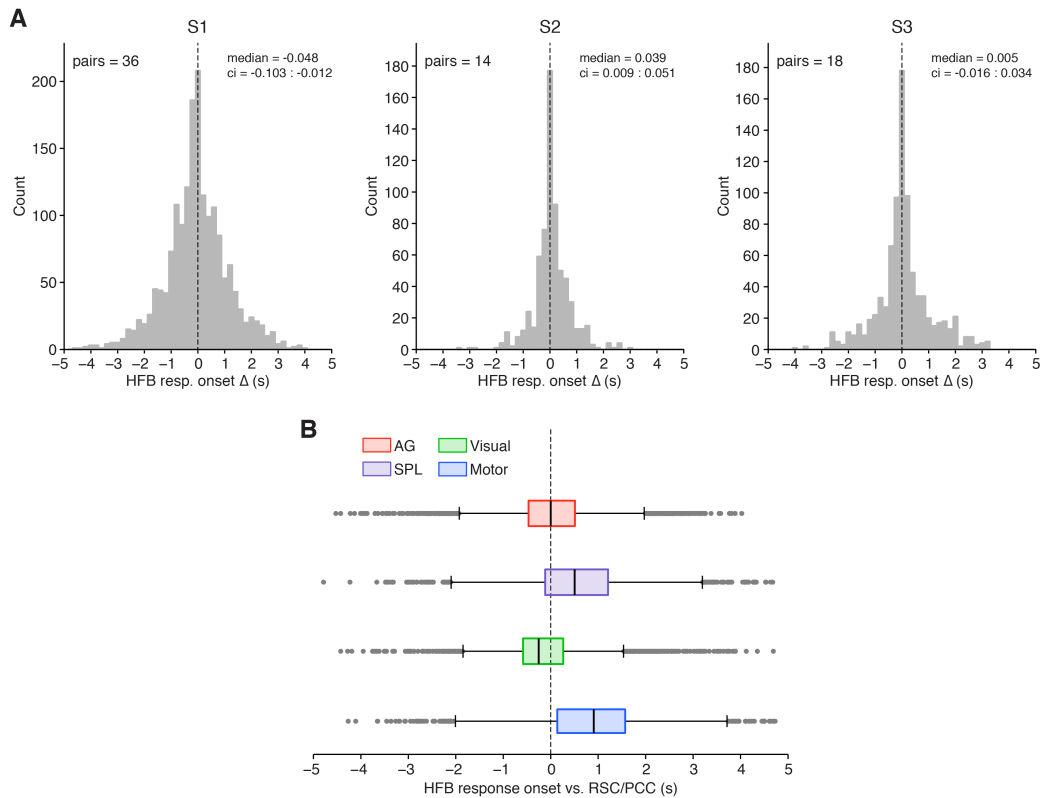 A
S1
pairs = 36
median = -0.048
ci = -0.103 : -0.012
Count
200
150
100
50
0
−5 −4 −3 −2 −1 0 1 2 3 4 5
HFB resp. onset Δ (s)
S2
pairs = 14
median = 0.039
ci = 0.009 : 0.051
Count
180
160
140
120
100
80
60
40
20
0
−5 −4 −3 −2 −1 0 1 2 3 4 5
HFB resp. onset Δ (s)
S3
pairs = 18
median = 0.005
ci = -0.016 : 0.034
Count
180
160
140
120
100
80
60
40
20
0
−5 −4 −3 −2 −1 0 1 2 3 4 5
HFB resp. onset Δ (s)
B
AG Visual
SPL Motor
−5 −4 −3 −2 −1 0 1 2 3 4 5
HFB response onset vs. RSC/PCC (s)